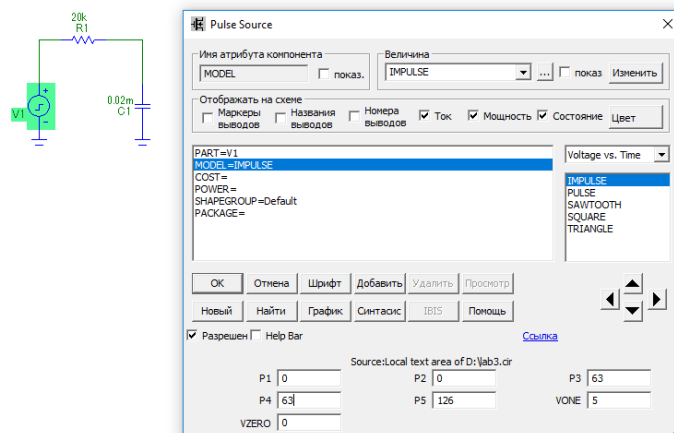 Pulse Source
20k
R1
V1
0.02m
C1
Имя атрибута компонента
MODEL
показ.
Величина
IMPULSE
...
показ
Изменить
Отображать на схеме
Маркеры выводов
Названия выводов
Номера выводов
Ток
Мощность
Состояние
Цвет
PART=V1
MODEL=IMPULSE
COST=
POWER=
SHAPEGROUP=Default
PACKAGE=
Voltage vs. Time
IMPULSE
PULSE
SAWTOOTH
SQUARE
TRIANGLE
OK
Отмена
Шрифт
Добавить
Удалить
Просмотр
Новый
Найти
График
Синтасис
IBIS
Помощь
Разрешен
Help Bar
Ссылка
Source:Local text area of D:\lab3.cir
P1 0
P2 0
P3 63
P4 63
P5 126
VONE 5
VZERO 0